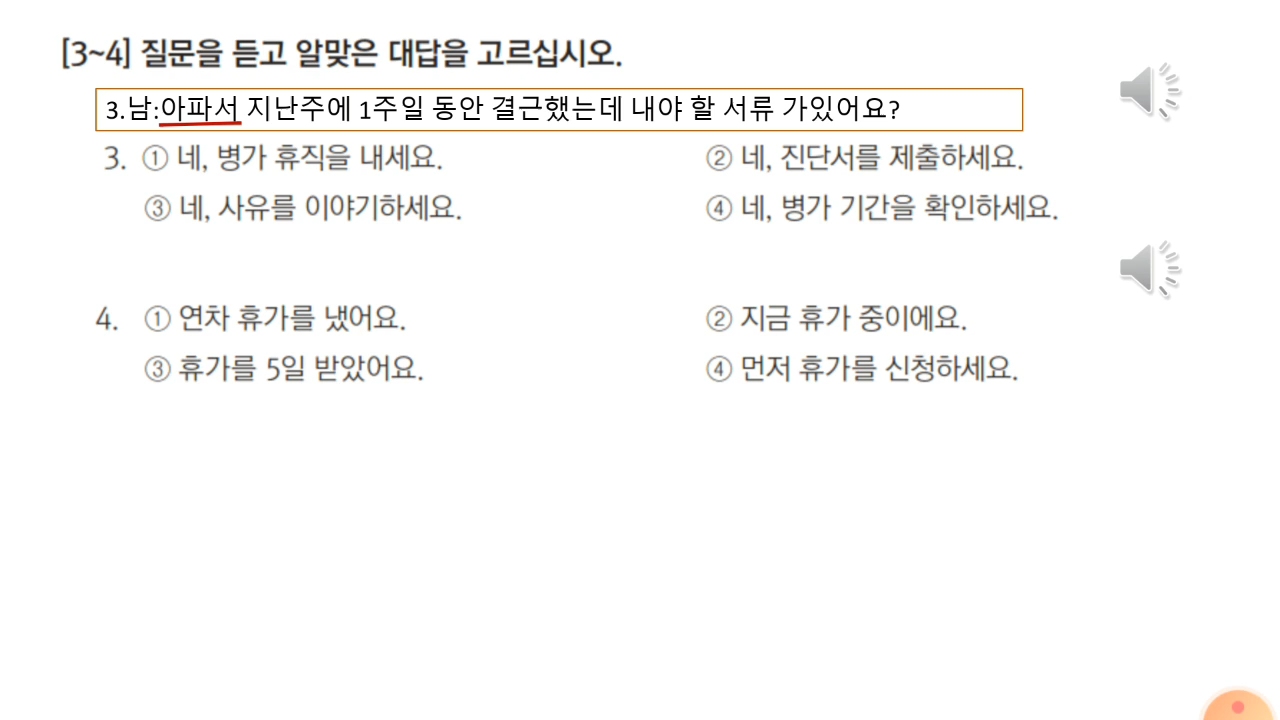 [3~4] 질문을 듣고 알맞은 대답을 고르십시오.
3.남:아파서 지난주에 1주일 동안 결근했는데 내야 할 서류 가있어요?
3. ① 네, 병가 휴직을 내세요. ② 네, 진단서를 제출하세요.
③ 네, 사유를 이야기하세요. ④ 네, 병가 기간을 확인하세요.
4. ① 연차 휴가를 냈어요. ② 지금 휴가 중이에요.
③ 휴가를 5일 받았어요. ④ 먼저 휴가를 신청하세요.